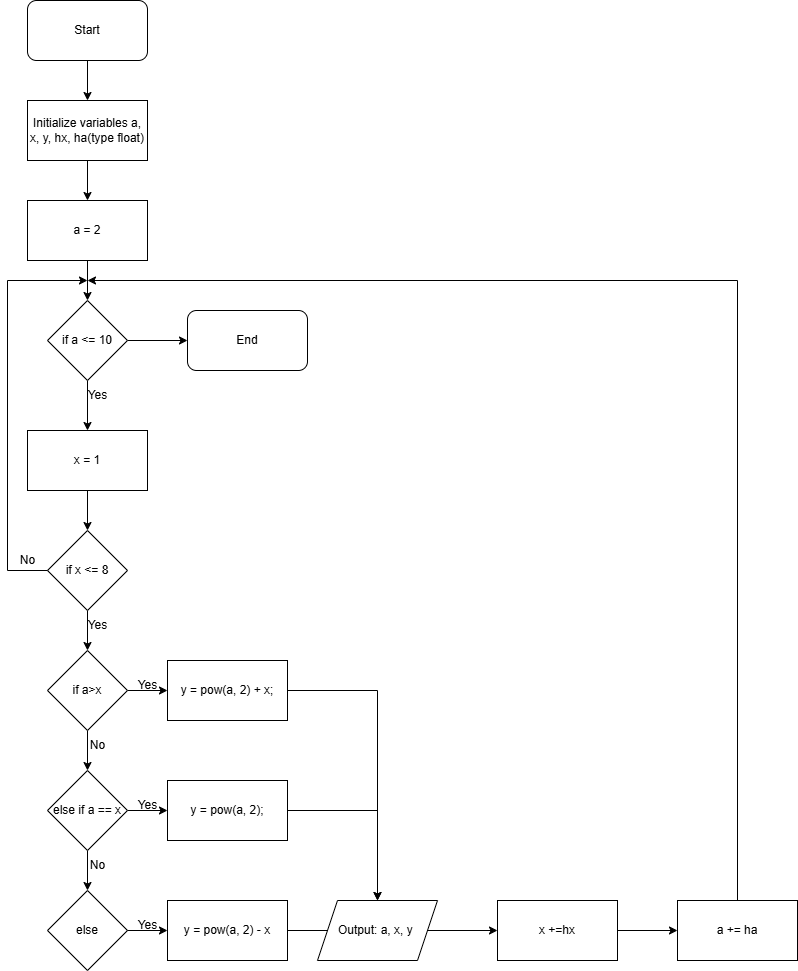 Start
Initialize variables a,
x, y, hx, ha(type float)
a = 2
if a <= 10
End
Yes
x = 1
No
if x <= 8
Yes
if a>x
Yes
y = pow(a, 2) + x;
No
else if a == x
Yes
y = pow(a, 2);
No
else
Yes
y = pow(a, 2) - x
Output: a, x, y
x +=hx
a += ha